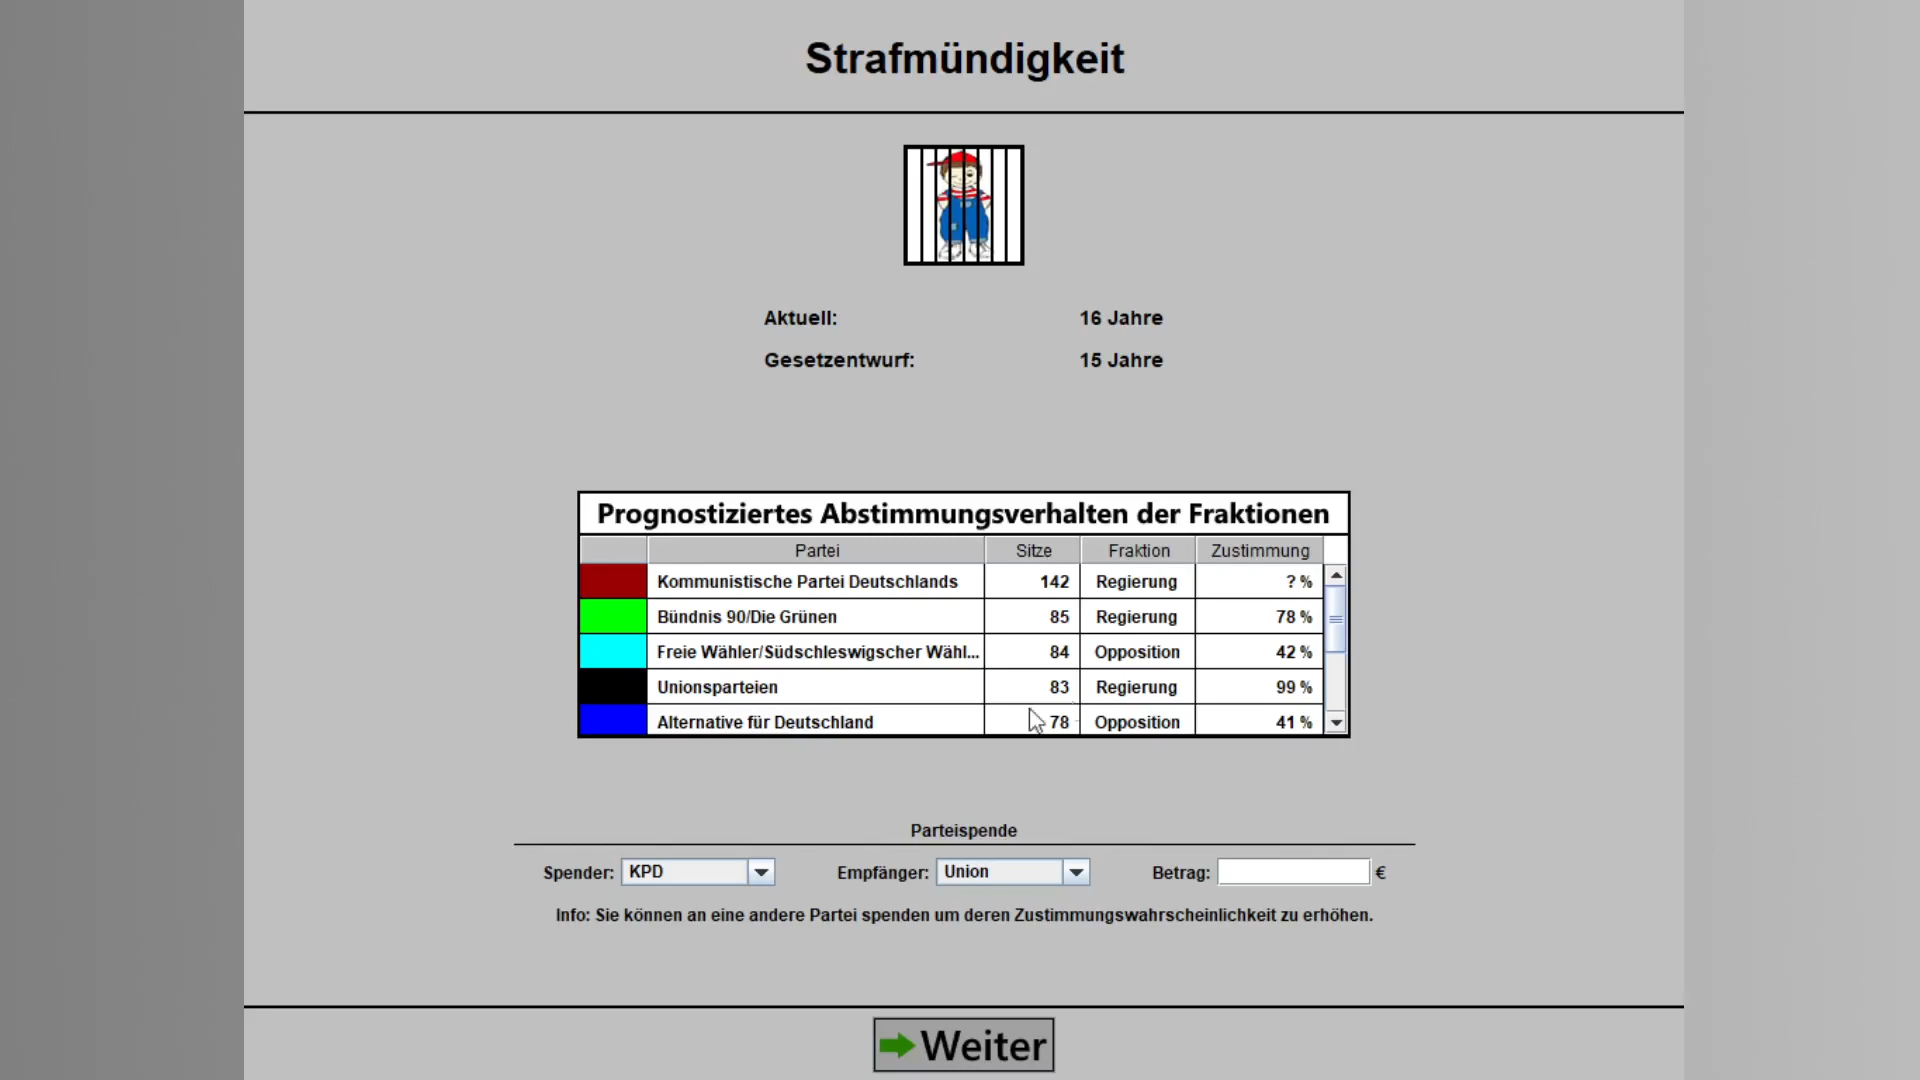 Strafmündigkeit
Aktuell: 16 Jahre
Gesetzentwurf: 15 Jahre
Prognostiziertes Abstimmungsverhalten der Fraktionen
Partei Sitze Fraktion Zustimmung
Kommunistische Partei Deutschlands 142 Regierung ? %
Bündnis 90/Die Grünen 85 Regierung 78 %
Freie Wähler/Südschleswigscher Wähl... 84 Opposition 42 %
Unionsparteien 83 Regierung 99 %
Alternative für Deutschland 78 Opposition 41 %
Parteispende
Spender: KPD Empfänger: Union Betrag: €
Info: Sie können an eine andere Partei spenden um deren Zustimmungswahrscheinlichkeit zu erhöhen.
Weiter